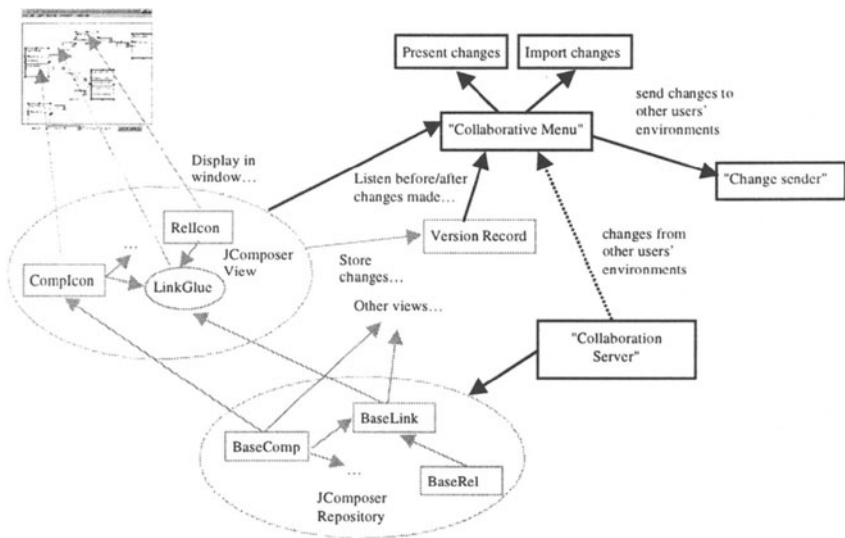 Present changes
Import changes
send changes to
other users'
environments
"Collaborative Menu"
Display in
window…
Listen before/after
changes made…
"Change sender"
RelIcon
Version Record
changes from
other users'
environments
…
JComposer
View
Store
changes…
CompIcon
LinkGlue
Other views…
"Collaboration
Server"
BaseLink
BaseComp
…
BaseRel
JComposer
Repository